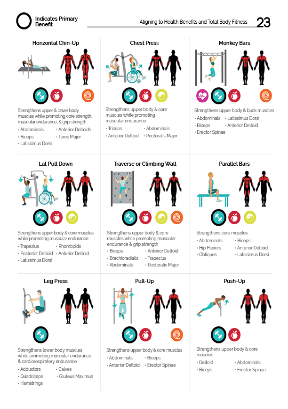 Indicates Primary
Benefit
Aligning to Health Benefits and Total Body Fitness 23
Horizontal Chin-Up
Strengthens upper & lower body
muscles while promoting core strength,
muscular endurance & grip strength
• Abdominals • Anterior Deltoids
• Biceps • Teres Major
• Latissimus Dorsi
Chest Press
Strengthens upper body & core
muscles while promoting
muscular endurance
• Triceps • Abdominals
• Anterior Deltoid • Pectoralis Major
Monkey Bars
Strengthens upper body & back muscles
• Abdominals • Latissimus Dorsi
• Biceps • Anterior Deltoid
• Erector Spinae
Lat Pull Down
Strengthens upper body & core muscles
while promoting muscular endurance
• Trapezius • Rhomboids
• Posterior Deltoid • Anterior Deltoid
• Latissimus Dorsi
Traverse or Climbing Wall
Strengthens upper body & core
muscles while promoting muscular
endurance & grip strength
• Biceps • Anterior Deltoid
• Brachioradialis • Trapezius
• Abdominals • Pectoralis Major
Parallel Bars
Strengthens core muscles
• Abdominals • Biceps
• Hip Flexors • Anterior Deltoid
• Obliques • Latissimus Dorsi
Leg Press
Strengthens lower body muscles
while promoting muscular endurance
& cardiorespiratory endurance
• Adductors • Calves
• Quadriceps • Gluteus Maximus
• Hamstrings
Pull-Up
Strengthens upper body & core muscles
• Abdominals • Biceps
• Anterior Deltoid • Erector Spinae
Push-Up
Strengthens upper body & core
muscles
• Deltoid • Abdominals
• Biceps • Erector Spinae